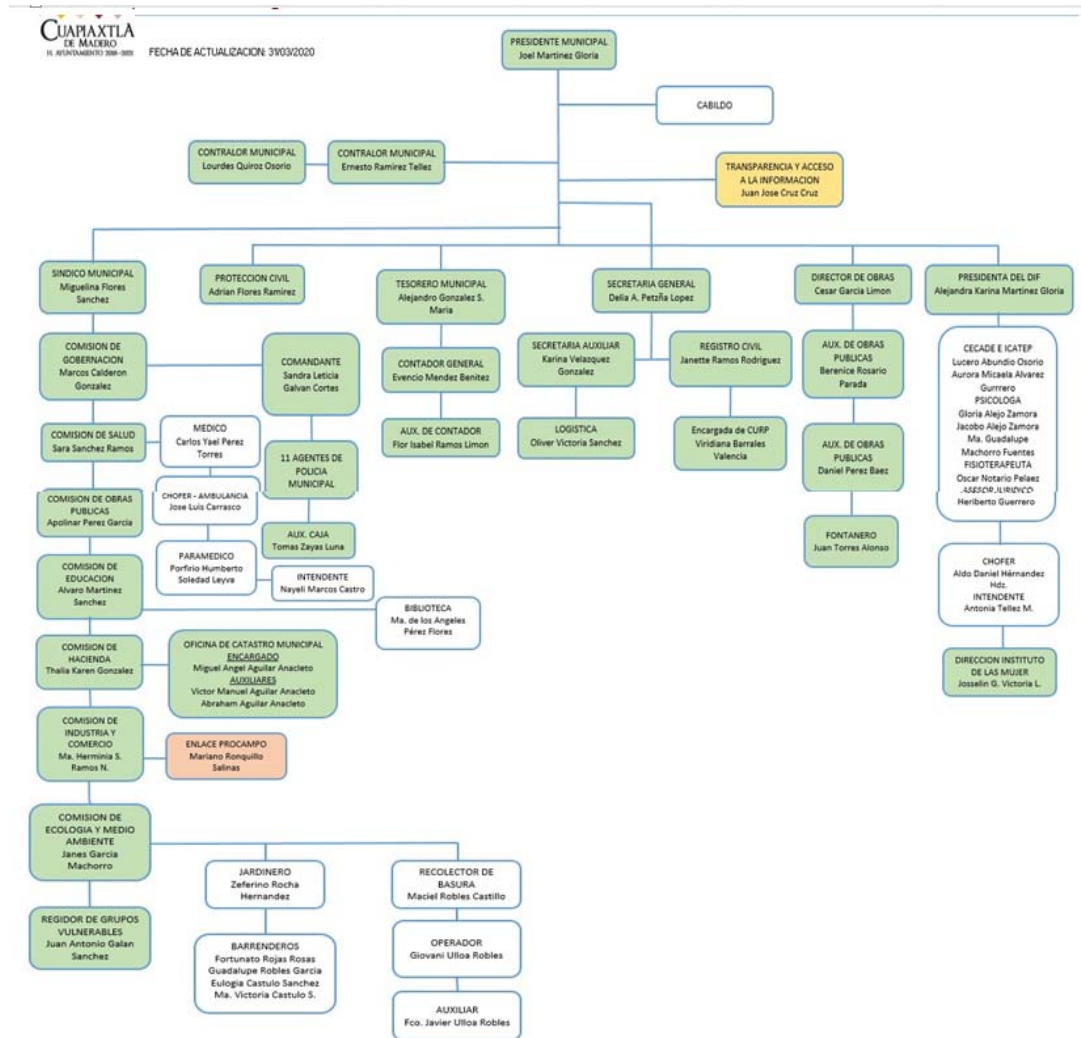 CUAPIAXTLA
DE MADERO
H. AYUNTAMIENTO 2018-2021
FECHA DE ACTUALIZACION: 31/03/2020
PRESIDENTE MUNICIPAL
Joel Martinez Gloria
CABILDO
CONTRALOR MUNICIPAL
Lourdes Quiroz Osorio
CONTRALOR MUNICIPAL
Ernesto Ramirez Tellez
TRANSPARENCIA Y ACCESO
A LA INFORMACION
Juan Jose Cruz Cruz
SINDICO MUNICIPAL
Miguelina Flores
Sanchez
PROTECCION CIVIL
Adrian Flores Ramirez
TESORERO MUNICIPAL
Alejandro Gonzalez S.
Maria
SECRETARIA GENERAL
Delia A. Petzña Lopez
DIRECTOR DE OBRAS
Cesar Garcia Limon
PRESIDENTA DEL DIF
Alejandra Karina Martinez Gloria
COMISION DE
GOBERNACION
Marcos Calderon
Gonzalez
COMANDANTE
Sandra Leticia
Galvan Cortes
CONTADOR GENERAL
Evencio Mendez Benitez
SECRETARIA AUXILIAR
Karina Velazquez
Gonzalez
REGISTRO CIVIL
Janette Ramos Rodriguez
AUX. DE OBRAS
PUBLICAS
Berenice Rosario
Parada
CECADE E ICATEP
Lucero Abundio Osorio
Aurora Micaela Alvarez
Gurrrero
PSICOLOGA
Gloria Alejo Zamora
Jacobo Alejo Zamora
Ma. Guadalupe
Machorro Fuentes
FISIOTERAPEUTA
Oscar Notario Pelaez
ASESOR JURIDICO
Heriberto Guerrero
COMISION DE SALUD
Sara Sanchez Ramos
MEDICO
Carlos Yael Perez
Torres
11 AGENTES DE
POLICIA
MUNICIPAL
AUX. DE CONTADOR
Flor Isabel Ramos Limon
LOGISTICA
Oliver Victoria Sanchez
Encargada de CURP
Viridiana Barrales
Valencia
AUX. DE OBRAS
PUBLICAS
Daniel Perez Baez
COMISION DE OBRAS
PUBLICAS
Apolinar Perez Garcia
CHOFER - AMBULANCIA
Jose Luis Carrasco
AUX. CAJA
Tomas Zayas Luna
FONTANERO
Juan Torres Alonso
COMISION DE
EDUCACION
Alvaro Martinez
Sanchez
PARAMEDICO
Porfirio Humberto
Soledad Leyva
INTENDENTE
Nayeli Marcos Castro
BIBLIOTECA
Ma. de los Angeles
Pérez Flores
CHOFER
Aldo Daniel Hérnandez
Hdz.
INTENDENTE
Antonia Tellez M.
COMISION DE
HACIENDA
Thalia Karen Gonzalez
OFICINA DE CATASTRO MUNICIPAL
ENCARGADO
Miguel Angel Aguilar Anacleto
AUXILIARES
Victor Manuel Aguilar Anacleto
Abraham Aguilar Anacleto
DIRECCION INSTITUTO
DE LAS MUJER
Josselin G. Victoria L.
COMISION DE
INDUSTRIA Y
COMERCIO
Ma. Herminia S.
Ramos N.
ENLACE PROCAMPO
Mariano Ronquillo
Salinas
COMISION DE
ECOLOGIA Y MEDIO
AMBIENTE
Janes Garcia
Machorro
JARDINERO
Zeferino Rocha
Hernandez
RECOLECTOR DE
BASURA
Maciel Robles Castillo
REGIDOR DE GRUPOS
VULNERABLES
Juan Antonio Galan
Sanchez
BARRENDEROS
Fortunato Rojas Rosas
Guadalupe Robles Garcia
Eulogia Castulo Sanchez
Ma. Victoria Castulo S.
OPERADOR
Giovani Ulloa Robles
AUXILIAR
Fco. Javier Ulloa Robles